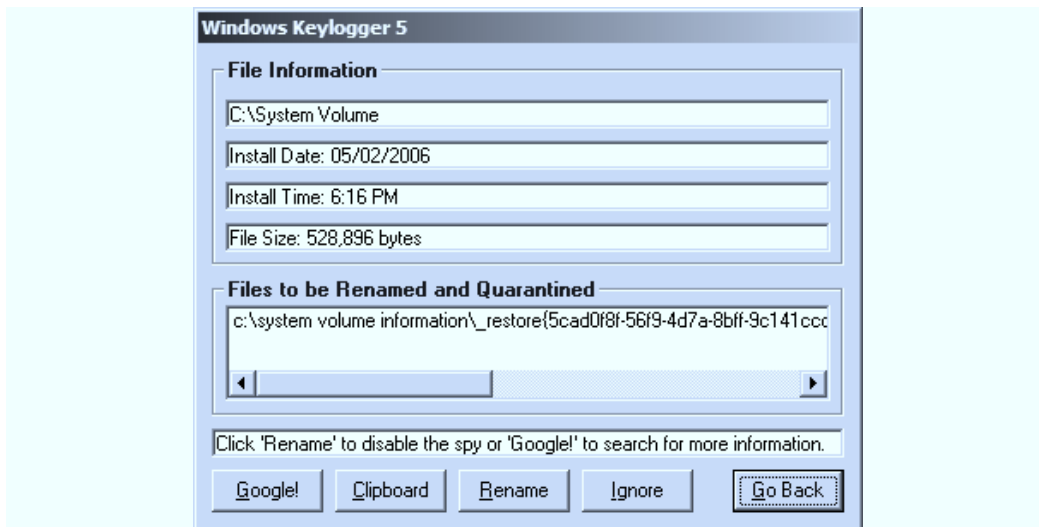 Windows Keylogger 5
File Information
C:\System Volume
Install Date: 05/02/2006
Install Time: 6:16 PM
File Size: 528,896 bytes
Files to be Renamed and Quarantined
c:\system volume information\_restore{5cad0f8f-56f9-4d7a-8bff-9c141ccc
Click 'Rename' to disable the spy or 'Google!' to search for more information.
Google! Clipboard Rename Ignore Go Back